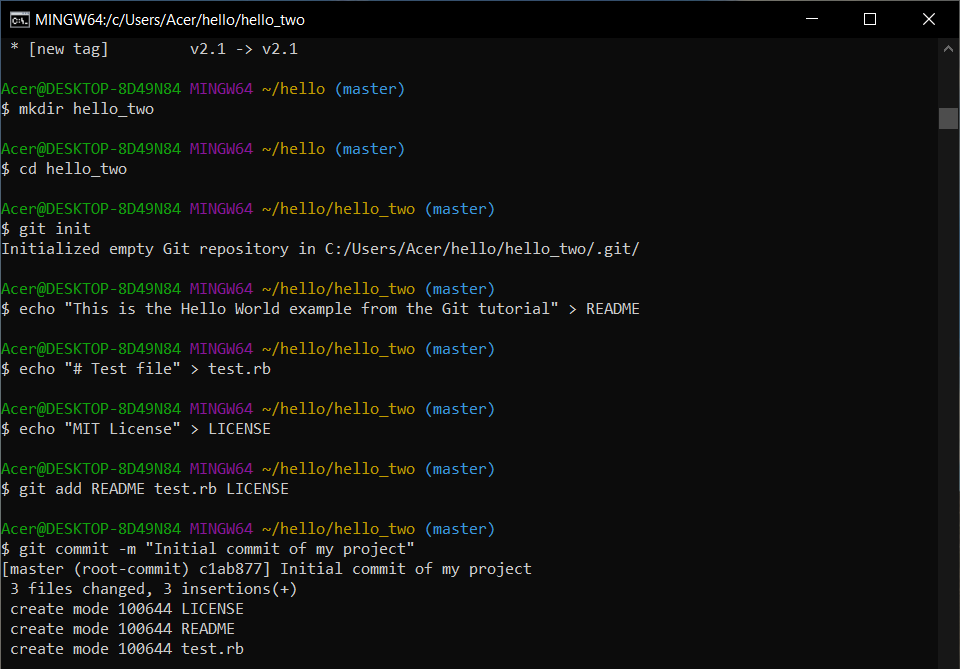 MINGW64:/c/Users/Acer/hello/hello_two
 * [new tag]         v2.1 -> v2.1
Acer@DESKTOP-8D49N84 MINGW64 ~/hello (master)
$ mkdir hello_two
Acer@DESKTOP-8D49N84 MINGW64 ~/hello (master)
$ cd hello_two
Acer@DESKTOP-8D49N84 MINGW64 ~/hello/hello_two (master)
$ git init
Initialized empty Git repository in C:/Users/Acer/hello/hello_two/.git/
Acer@DESKTOP-8D49N84 MINGW64 ~/hello/hello_two (master)
$ echo "This is the Hello World example from the Git tutorial" > README
Acer@DESKTOP-8D49N84 MINGW64 ~/hello/hello_two (master)
$ echo "# Test file" > test.rb
Acer@DESKTOP-8D49N84 MINGW64 ~/hello/hello_two (master)
$ echo "MIT License" > LICENSE
Acer@DESKTOP-8D49N84 MINGW64 ~/hello/hello_two (master)
$ git add README test.rb LICENSE
Acer@DESKTOP-8D49N84 MINGW64 ~/hello/hello_two (master)
$ git commit -m "Initial commit of my project"
[master (root-commit) c1ab877] Initial commit of my project
 3 files changed, 3 insertions(+)
 create mode 100644 LICENSE
 create mode 100644 README
 create mode 100644 test.rb